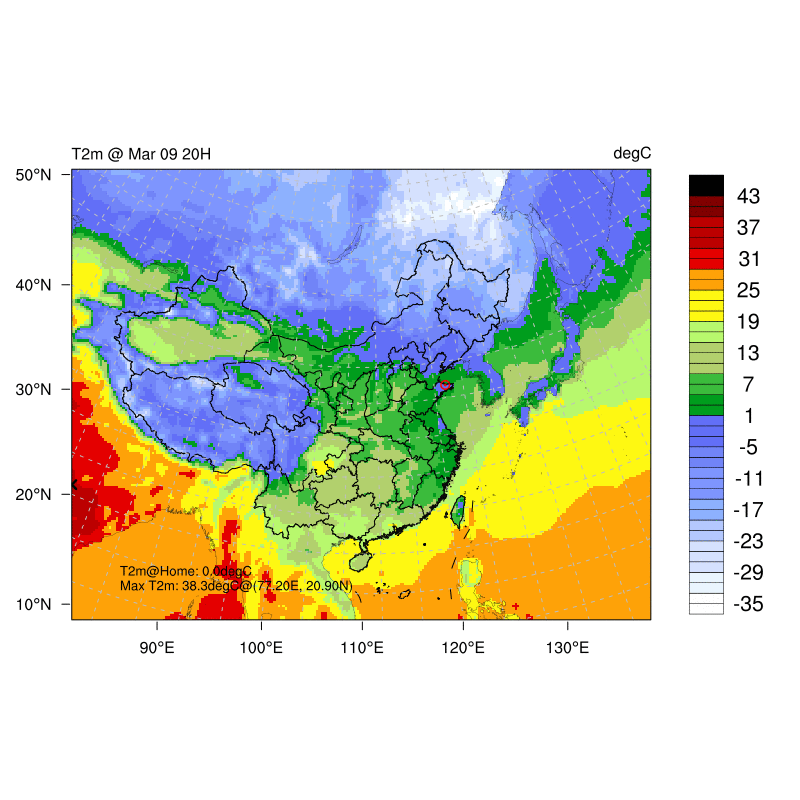 T2m @ Mar 09 20H
degC
50°N
40°N
30°N
20°N
10°N
90°E
100°E
110°E
120°E
130°E
T2m@Home: 0.0degC
Max T2m: 38.3degC@(77.20E, 20.90N)
43
37
31
25
19
13
7
1
-5
-11
-17
-23
-29
-35